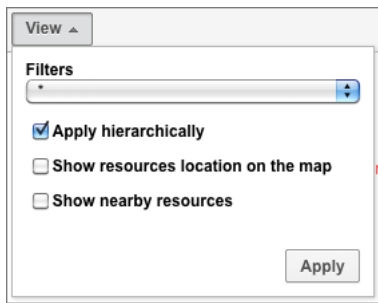 View
Filters
*
Apply hierarchically
Show resources location on the map
Show nearby resources
Apply